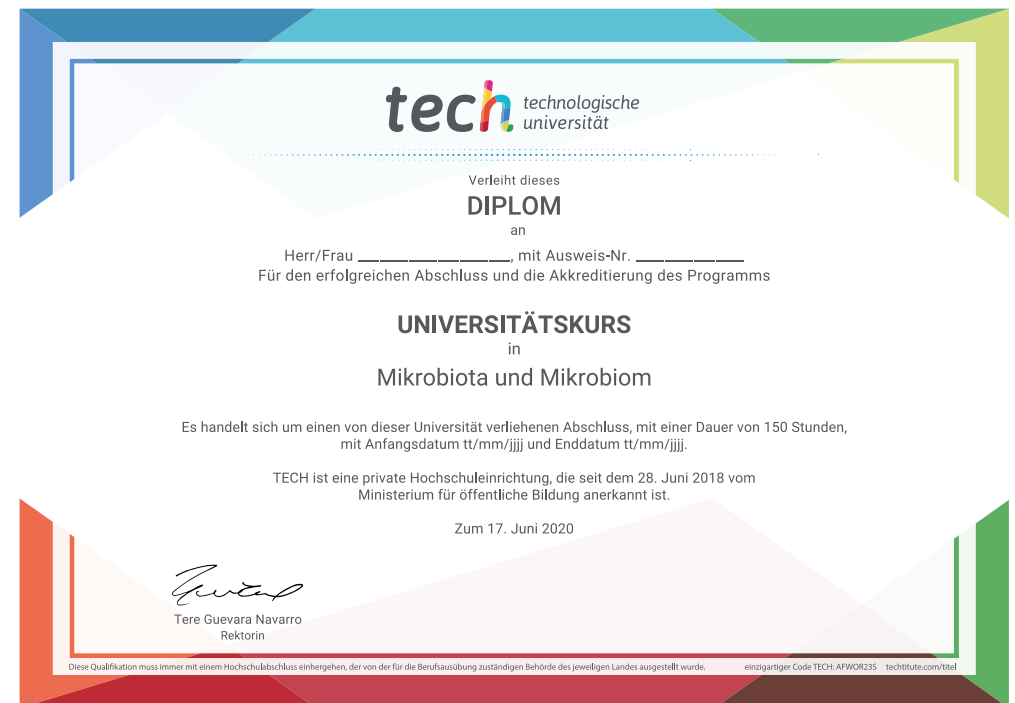 tech technologische
universität
Verleiht dieses
DIPLOM
an
Herr/Frau ____________________, mit Ausweis-Nr. ______________
Für den erfolgreichen Abschluss und die Akkreditierung des Programms
UNIVERSITÄTSKURS
in
Mikrobiota und Mikrobiom
Es handelt sich um einen von dieser Universität verliehenen Abschluss, mit einer Dauer von 150 Stunden,
mit Anfangsdatum tt/mm/jjjj und Enddatum tt/mm/jjjj.
TECH ist eine private Hochschuleinrichtung, die seit dem 28. Juni 2018 vom
Ministerium für öffentliche Bildung anerkannt ist.
Zum 17. Juni 2020
Tere Guevara Navarro
Rektorin
Diese Qualifikation muss immer mit einem Hochschulabschluss einhergehen, der von der für die Berufsausübung zuständigen Behörde des jeweiligen Landes ausgestellt wurde. einzigartiger Code TECH: AFWOR23S techtitute.com/titel